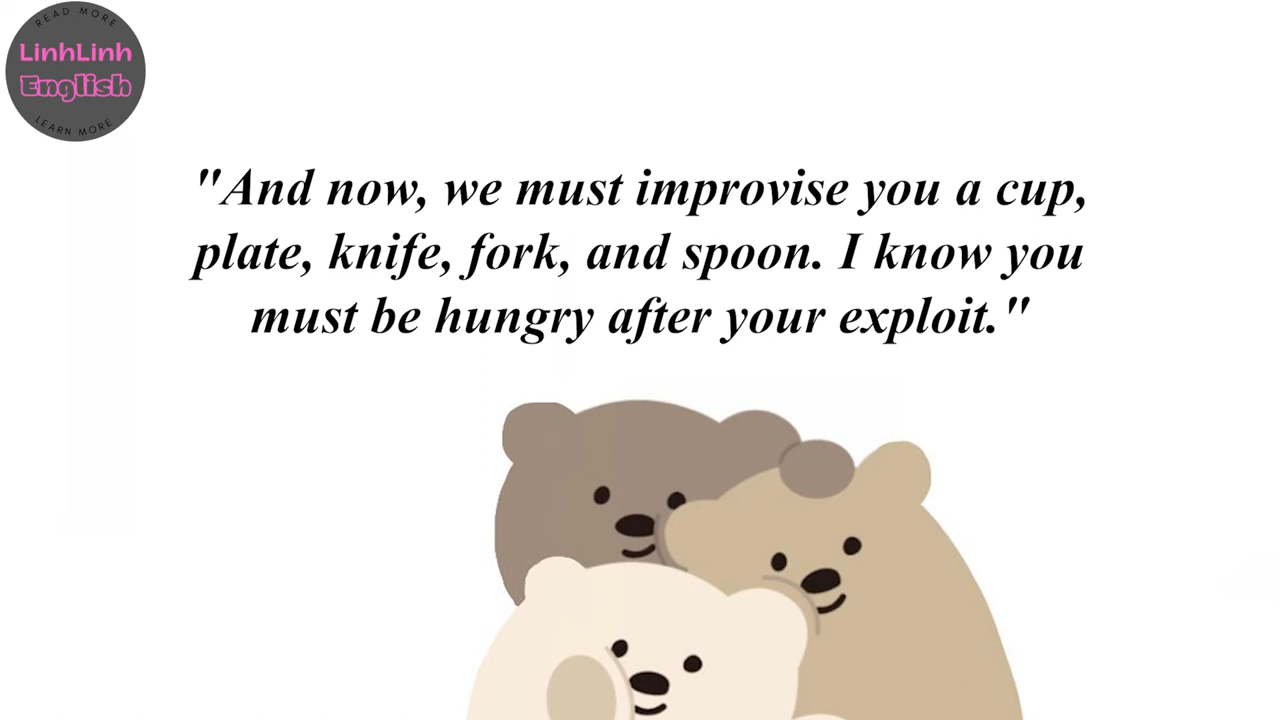 READ MORE
LinhLinh
English
LEARN MORE
"And now, we must improvise you a cup,
plate, knife, fork, and spoon. I know you
must be hungry after your exploit."